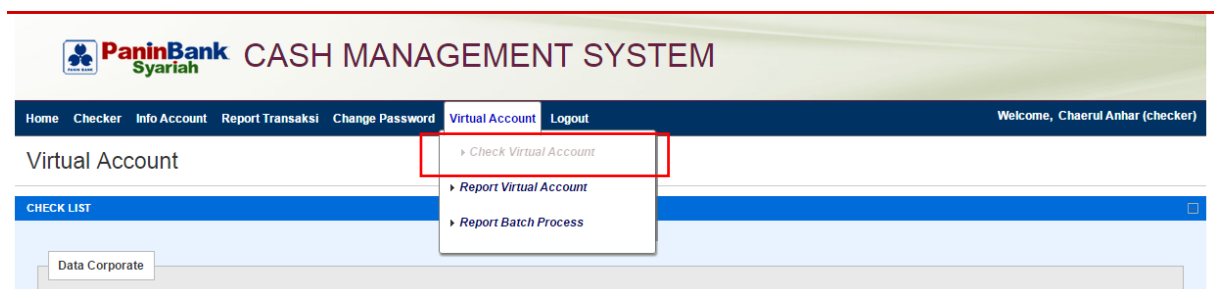 PANIN BANK
PaninBank
Syariah
CASH MANAGEMENT SYSTEM
Home Checker Info Account Report Transaksi Change Password Virtual Account Logout
Welcome, Chaerul Anhar (checker)
Virtual Account
Check Virtual Account
Report Virtual Account
Report Batch Process
CHECK LIST
Data Corporate